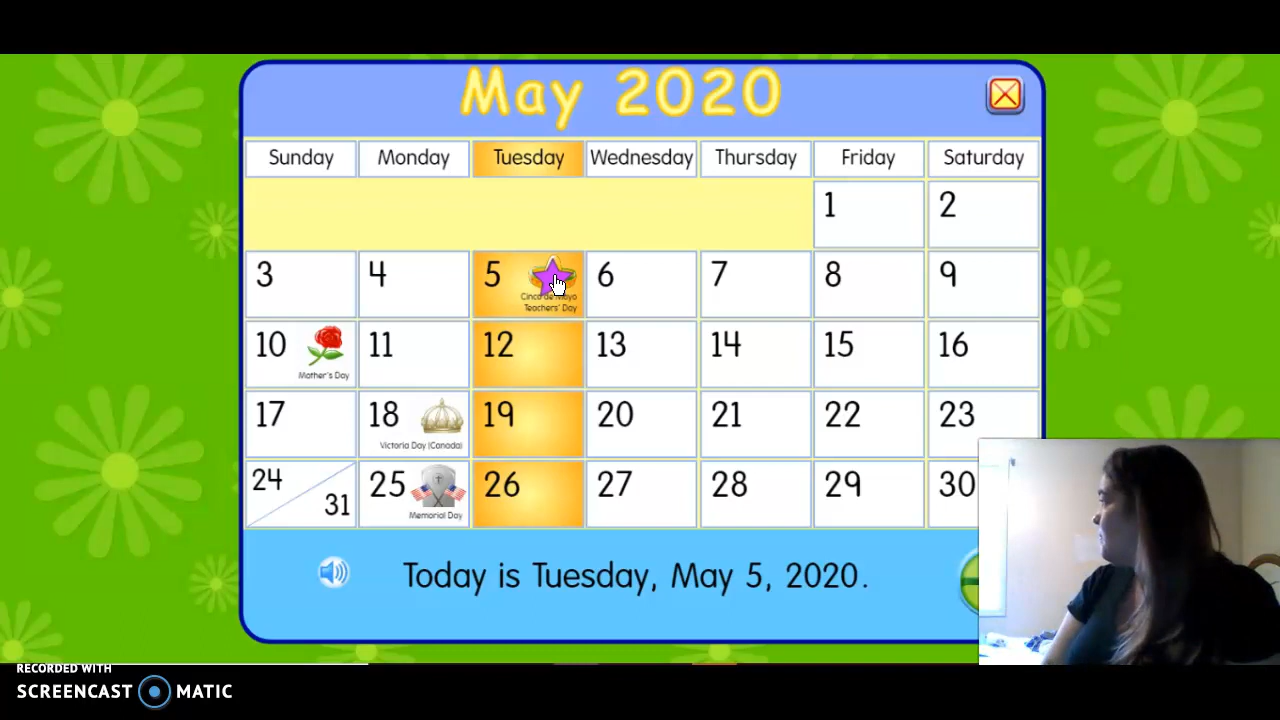 May 2020
Sunday Monday Tuesday Wednesday Thursday Friday Saturday
1 2
3 4 5 6 7 8 9
Cinco de Mayo
Teachers' Day
10 11 12 13 14 15 16
Mother's Day
17 18 19 20 21 22 23
Victoria Day (Canada)
24 31 25 26 27 28 29 30
Memorial Day
Today is Tuesday, May 5, 2020.
RECORDED WITH
SCREENCAST MATIC